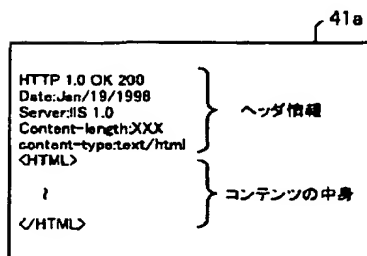 41a
HTTP 1.0 OK 200
Date:Jan/19/1998
Server:IIS 1.0
Content-length:XXX
content-type:text/html
ヘッダ情報
<HTML>
~
コンテンツの中身
</HTML>